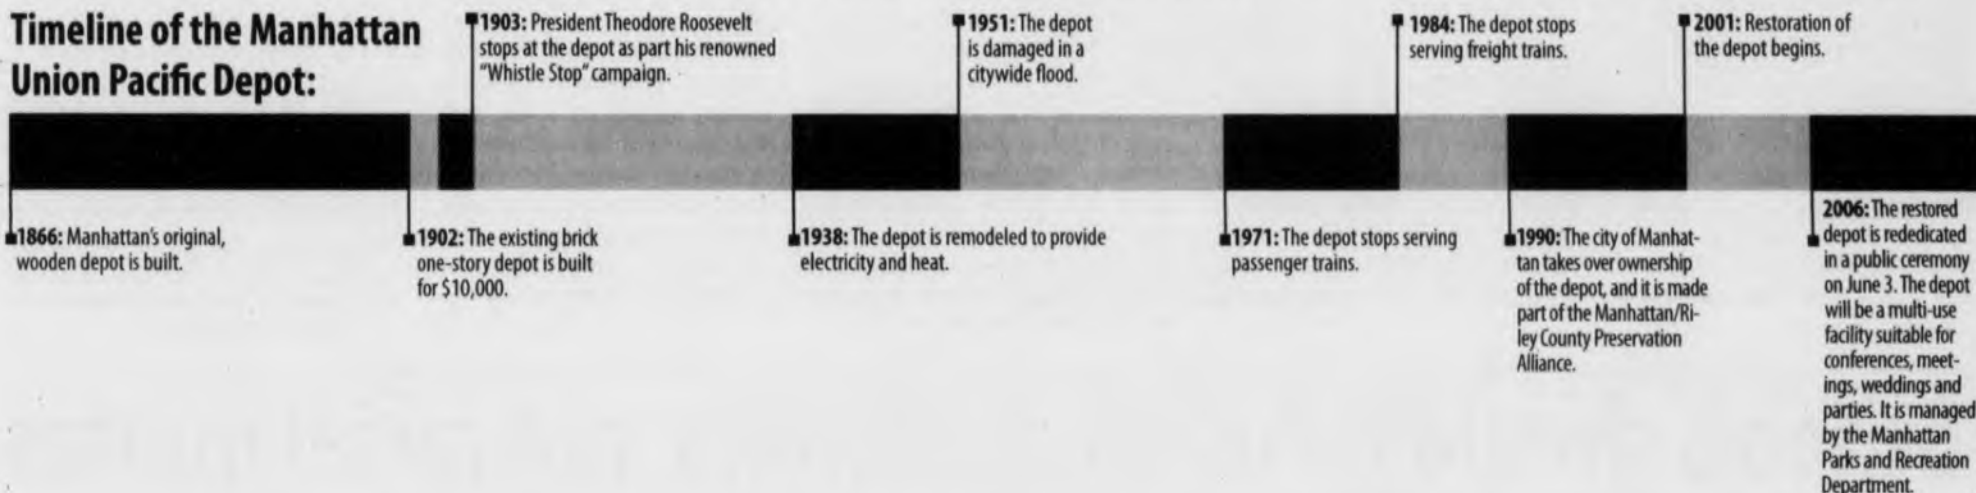 Timeline of the Manhattan
Union Pacific Depot:
1903: President Theodore Roosevelt
stops at the depot as part his renowned
"Whistle Stop" campaign.
1951: The depot
is damaged in a
citywide flood.
1984: The depot stops
serving freight trains.
2001: Restoration of
the depot begins.
1866: Manhattan's original,
wooden depot is built.
1902: The existing brick
one-story depot is built
for $10,000.
1938: The depot is remodeled to provide
electricity and heat.
1971: The depot stops serving
passenger trains.
1990: The city of Manhat-
tan takes over ownership
of the depot, and it is made
part of the Manhattan/Ri-
ley County Preservation
Alliance.
2006: The restored
depot is rededicated
in a public ceremony
on June 3. The depot
will be a multi-use
facility suitable for
conferences, meet-
ings, weddings and
parties. It is managed
by the Manhattan
Parks and Recreation
Department.